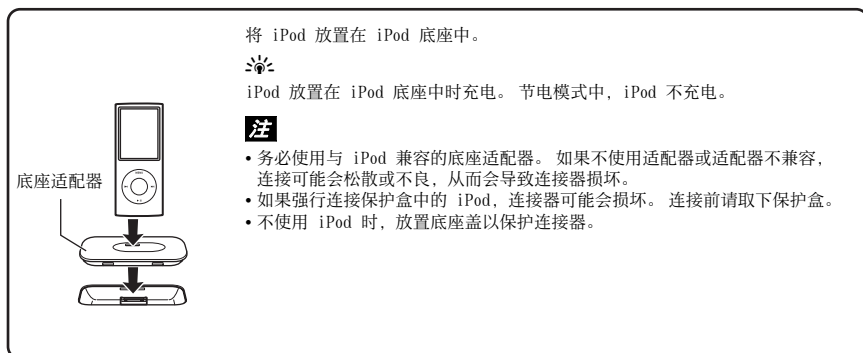 将 iPod 放置在 iPod 底座中。
iPod 放置在 iPod 底座中时充电。 节电模式中，iPod 不充电。
注
• 务必使用与 iPod 兼容的底座适配器。 如果不使用适配器或适配器不兼容，
连接可能会松散或不良，从而会导致连接器损坏。
• 如果强行连接保护盒中的 iPod，连接器可能会损坏。 连接前请取下保护盒。
• 不使用 iPod 时，放置底座盖以保护连接器。
底座适配器